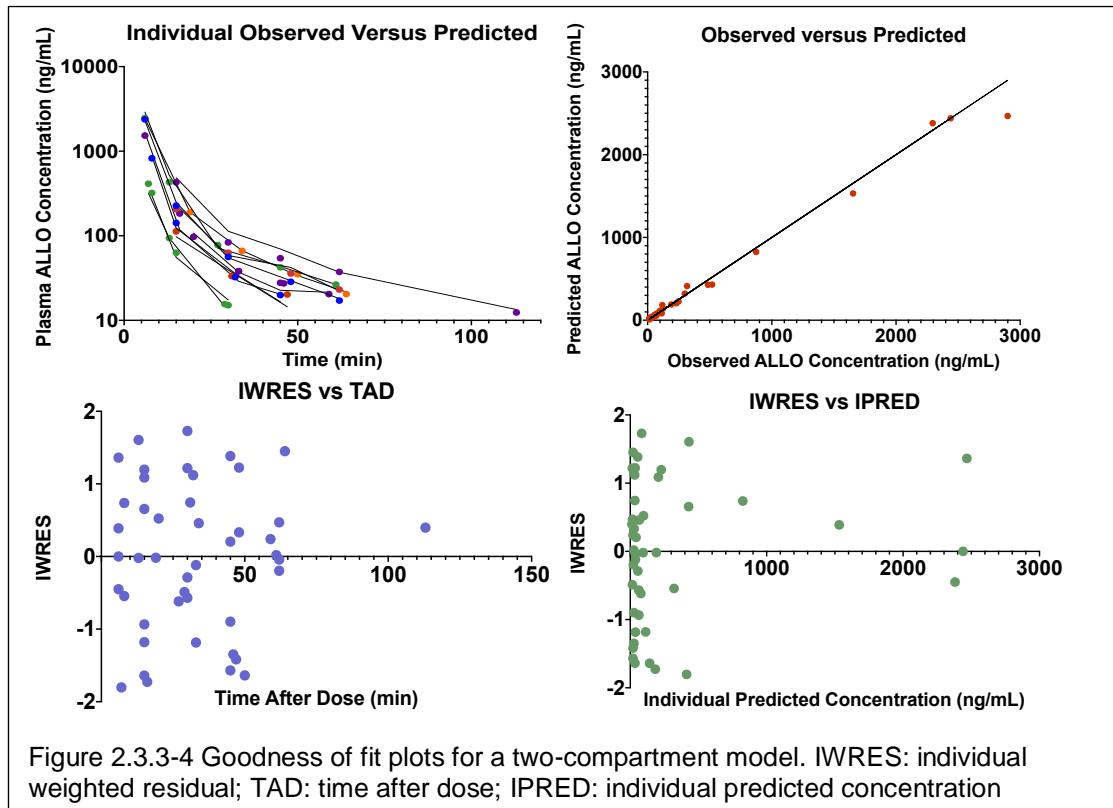 Individual Observed Versus Predicted
Plasma ALLO Concentration (ng/mL)
10000
1000
100
10
0
50
100
Time (min)
Observed versus Predicted
Predicted ALLO Concentration (ng/mL)
3000
2000
1000
0
0
1000
2000
3000
Observed ALLO Concentration (ng/mL)
IWRES vs TAD
IWRES
2
1
0
-1
-2
50
100
150
Time After Dose (min)
IWRES vs IPRED
IWRES
2
1
0
-1
-2
1000
2000
3000
Individual Predicted Concentration (ng/mL)
Figure 2.3.3-4 Goodness of fit plots for a two-compartment model. IWRES: individual
weighted residual; TAD: time after dose; IPRED: individual predicted concentration